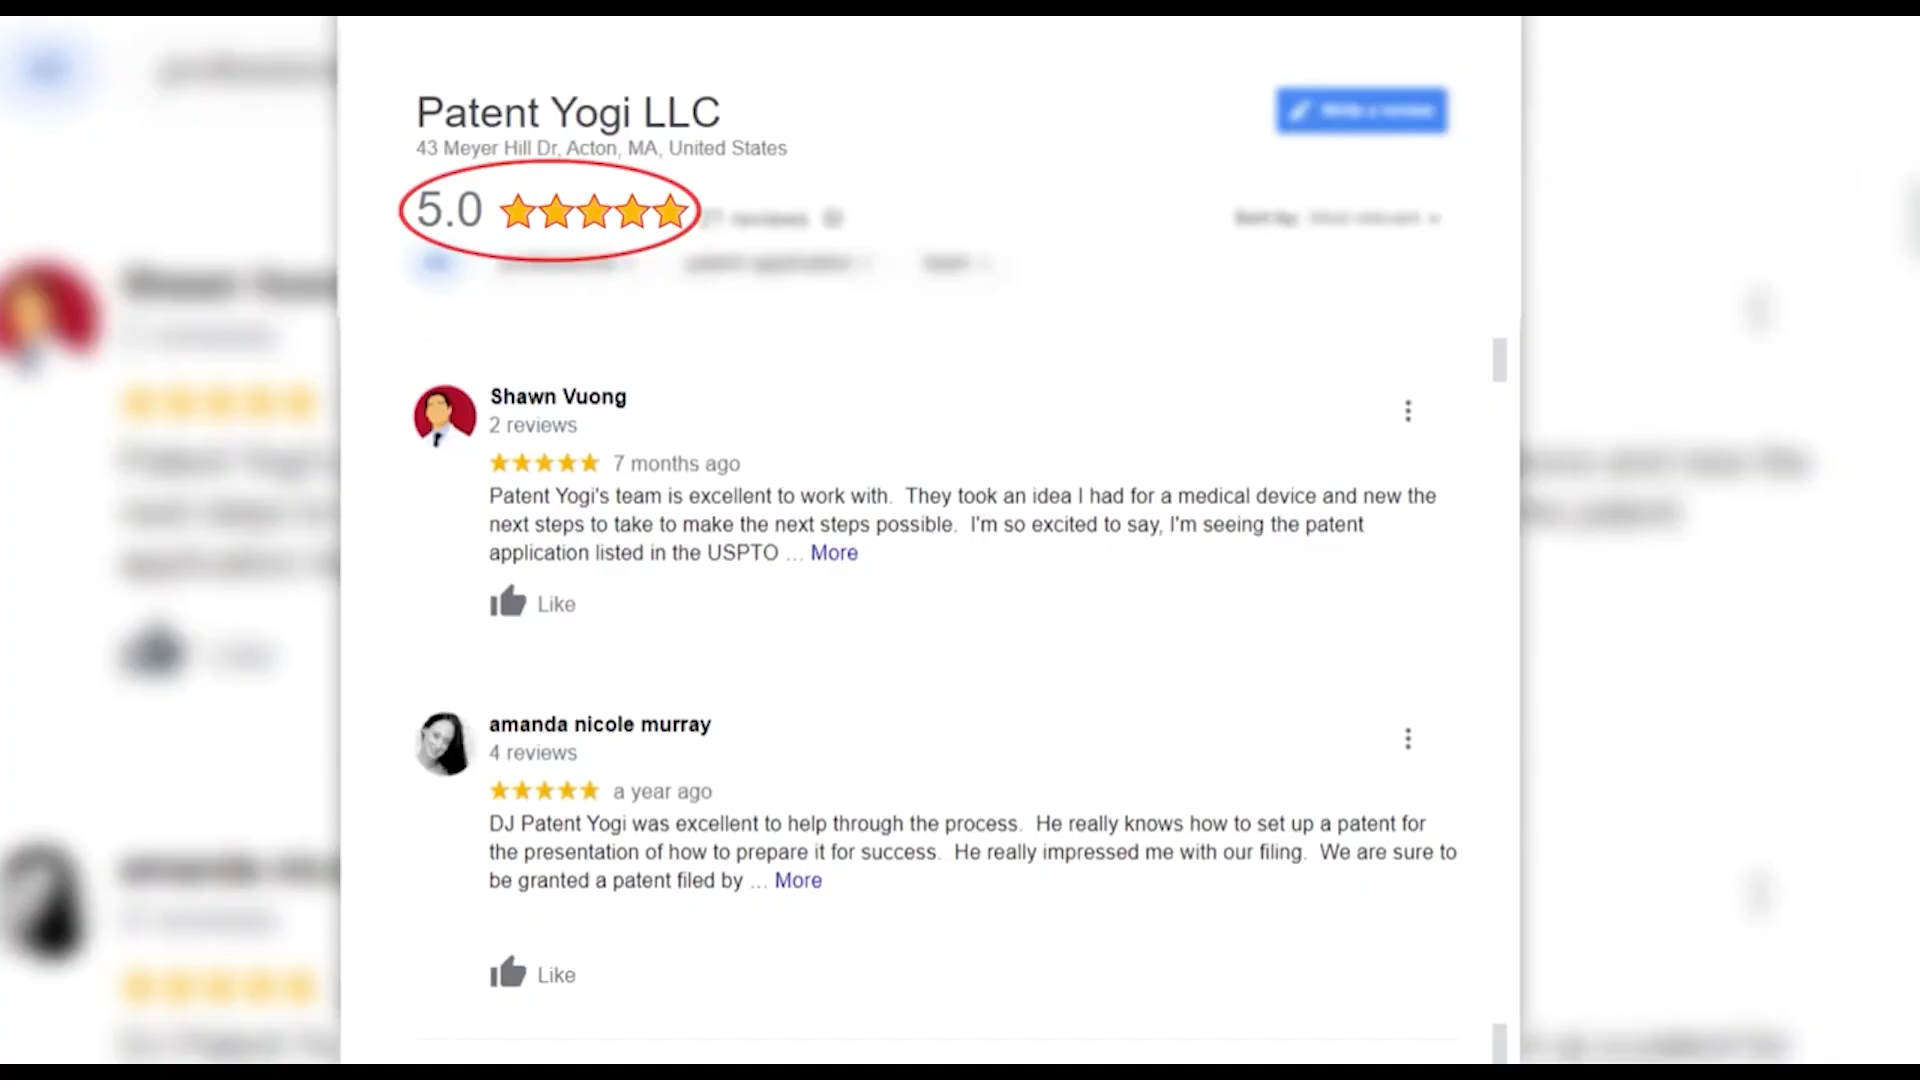 Patent Yogi LLC
43 Meyer Hill Dr, Acton, MA, United States
5.0
reviews
Shawn Vuong
2 reviews
7 months ago
Patent Yogi's team is excellent to work with. They took an idea I had for a medical device and new the
next steps to take to make the next steps possible. I'm so excited to say, I'm seeing the patent
application listed in the USPTO ... More
Like
amanda nicole murray
4 reviews
a year ago
DJ Patent Yogi was excellent to help through the process. He really knows how to set up a patent for
the presentation of how to prepare it for success. He really impressed me with our filing. We are sure to
be granted a patent filed by ... More
Like